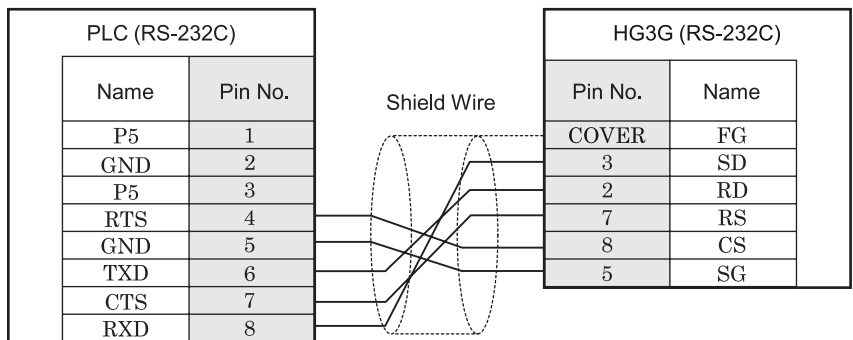 PLC (RS-232C)
Name Pin No.
P5 1
GND 2
P5 3
RTS 4
GND 5
TXD 6
CTS 7
RXD 8
Shield Wire
HG3G (RS-232C)
Pin No. Name
COVER FG
3 SD
2 RD
7 RS
8 CS
5 SG